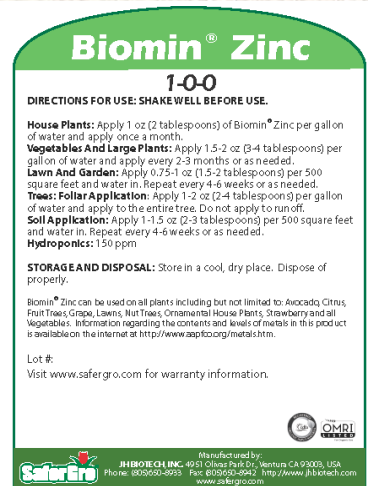 Biomin® Zinc
1-0-0
DIRECTIONS FOR USE: SHAKE WELL BEFORE USE.
House Plants: Apply 1 oz (2 tablespoons) of Biomin® Zinc per gallon
of water and apply once a month.
Vegetables And Large Plants: Apply 1.5-2 oz (3-4 tablespoons) per
gallon of water and apply every 2-3 months or as needed.
Lawn And Garden: Apply 0.75-1 oz (1.5-2 tablespoons) per 500
square feet and water in. Repeat every 4-6 weeks or as needed.
Trees: Foliar Application: Apply 1-2 oz (2-4 tablespoons) per gallon
of water and apply to the entire tree. Do not apply to runoff.
Soil Application: Apply 1-1.5 oz (2-3 tablespoons) per 500 square feet
and water in. Repeat every 4-6 weeks or as needed.
Hydroponics: 150 ppm
STORAGE AND DISPOSAL: Store in a cool, dry place. Dispose of
properly.
Biomin® Zinc can be used on all plants including but not limited to: Avocado, Citrus,
Fruit Trees, Grape, Lawns, Nut Trees, Ornamental House Plants, Strawberry and all
Vegetables. Information regarding the contents and levels of metals in this product
is available on the internet at http://www.aapfco.org/metals.htm.
Lot #:
Visit www.safergro.com for warranty information.
OMRI
LISTED
SaferGro
Manufactured by:
JH BIOTECH, INC. 4951 Olivas Park Dr., Ventura CA 93003, USA
Phone: (805)650-8933 Fax: (805)650-8942 http://www.jhbiotech.com
www.safergro.com